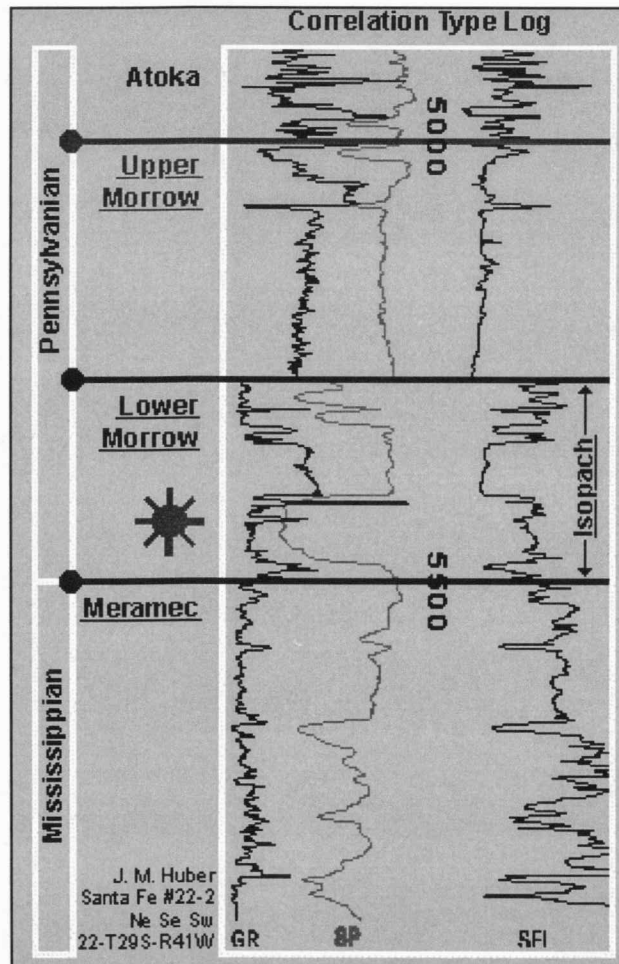 Correlation Type Log
Atoka
5000
Upper
Morrow
Pennsylvanian
Lower
Morrow
Isopach
5500
Meramec
Mississippian
J. M. Huber
Santa Fe #22-2
Ne Se Sw
22-T29S-R41W
GR
SP
SFL